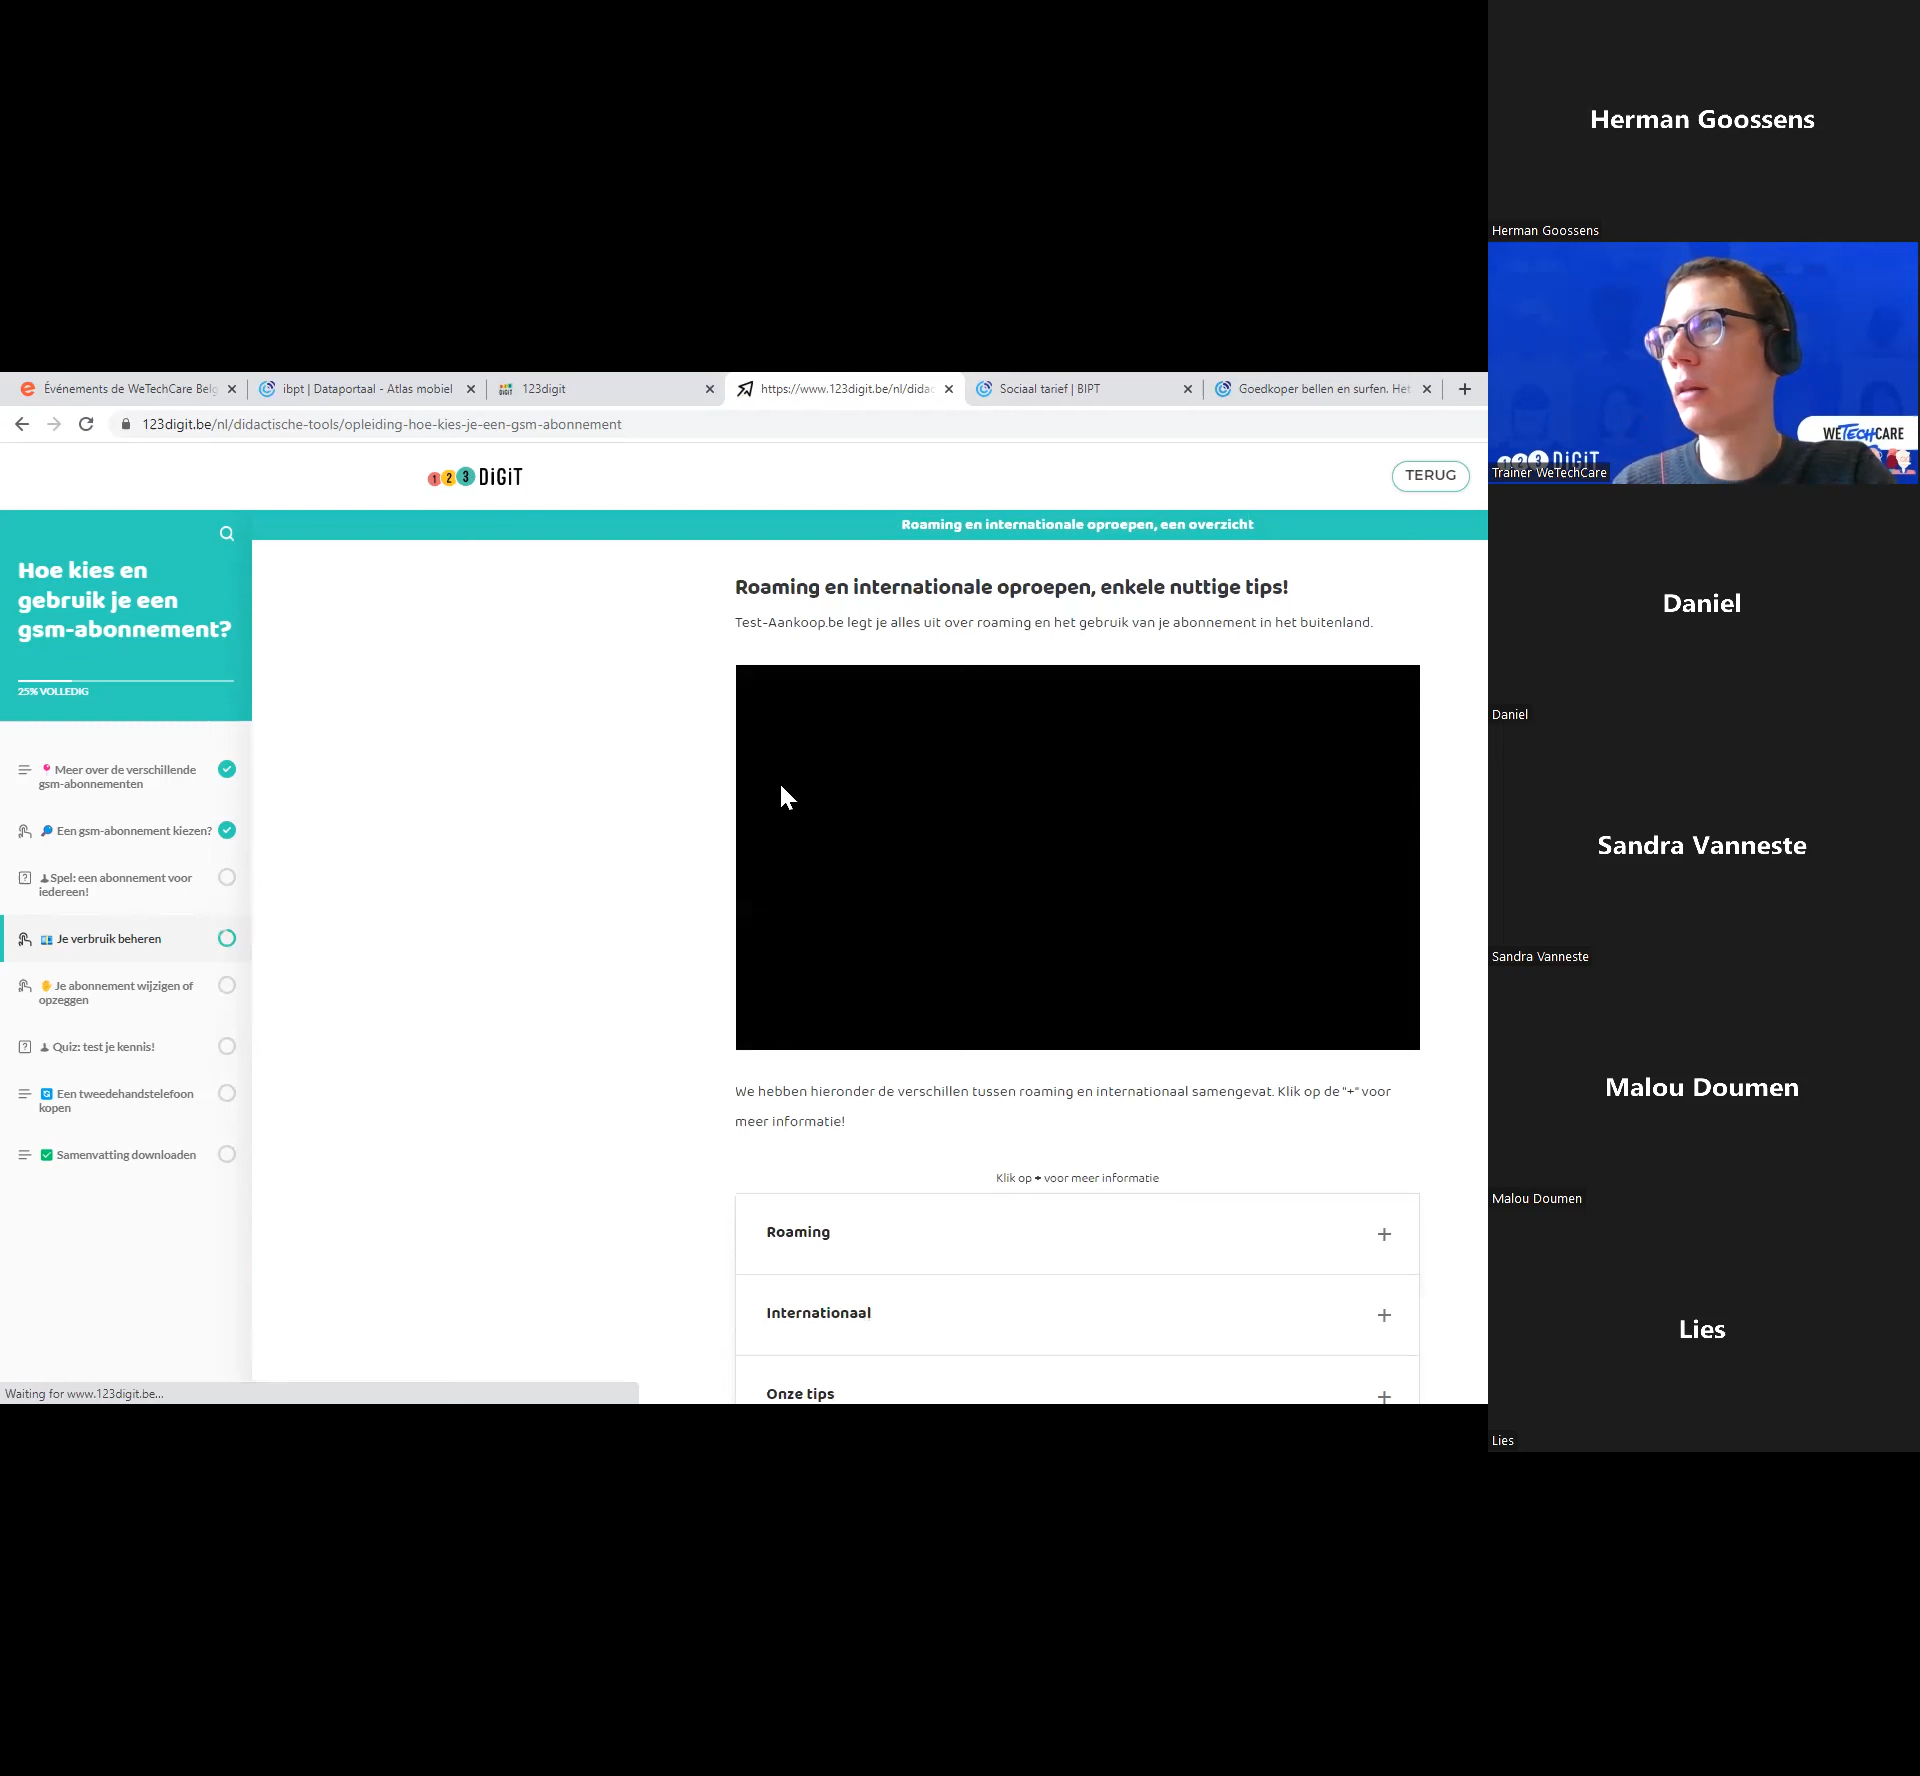 Événements de WeTechCare Belg
ibpt | Dataportaal - Atlas mobiel
123digit
https://www.123digit.be/nl/didac
Sociaal tarief | BIPT
Goedkoper bellen en surfen. Het
123digit.be/nl/didactische-tools/opleiding-hoe-kies-je-een-gsm-abonnement
123 DiGiT
TERUG
Roaming en internationale oproepen, een overzicht
Hoe kies en
gebruik je een
gsm-abonnement?
25% VOLLEDIG
Meer over de verschillende
gsm-abonnementen
Een gsm-abonnement kiezen?
Spel: een abonnement voor
iedereen!
Je verbruik beheren
Je abonnement wijzigen of
opzeggen
Quiz: test je kennis!
Een tweedehandstelefoon
kopen
Samenvatting downloaden
Roaming en internationale oproepen, enkele nuttige tips!
Test-Aankoop.be legt je alles uit over roaming en het gebruik van je abonnement in het buitenland.
We hebben hieronder de verschillen tussen roaming en internationaal samengevat. Klik op de "+" voor
meer informatie!
Klik op + voor meer informatie
Roaming
Internationaal
Onze tips
Waiting for www.123digit.be...
Herman Goossens
Herman Goossens
WETECHCARE
123 DiGiT
Trainer WeTechCare
Daniel
Daniel
Sandra Vanneste
Sandra Vanneste
Malou Doumen
Malou Doumen
Lies
Lies